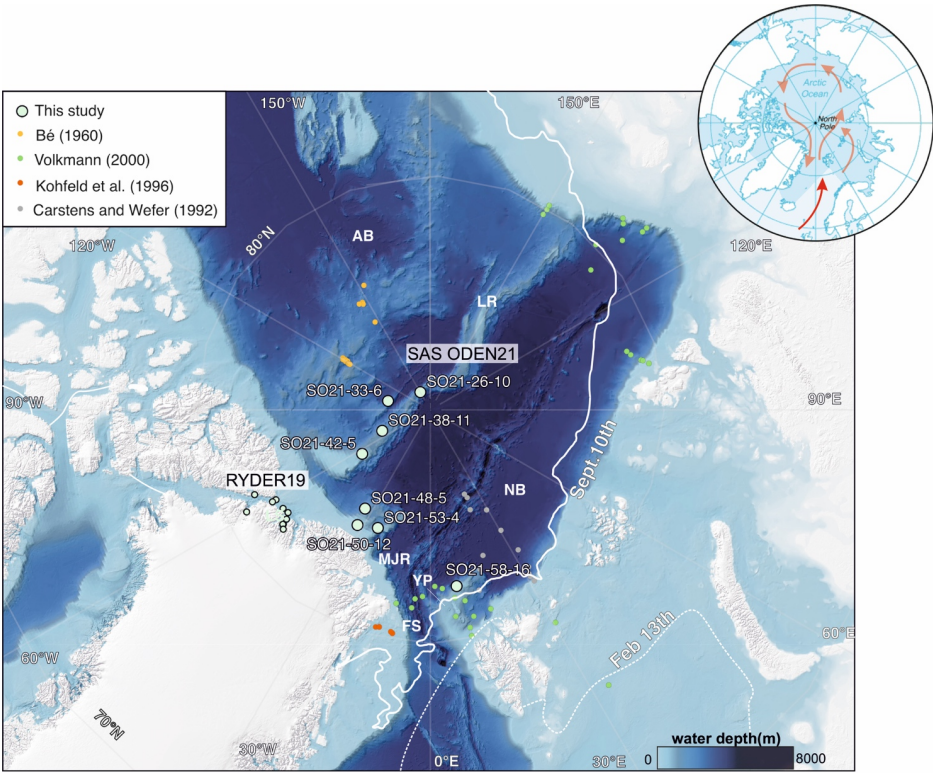 This study
Bé (1960)
Volkmann (2000)
Kohfeld et al. (1996)
Carstens and Wefer (1992)
Arctic
Ocean
North
Pole
150°W
150°E
120°W
120°E
80°N
AB
LR
SAS ODEN21
SO21-33-6
SO21-26-10
90°W
90°E
SO21-38-11
SO21-42-5
Sept.10th
RYDER19
NB
SO21-48-5
SO21-53-4
SO21-50-12
MJR
SO21-58-16
YP
FS
Feb 13th
60°W
60°E
70°N
30°W
0°E
30°E
water depth(m)
0
8000